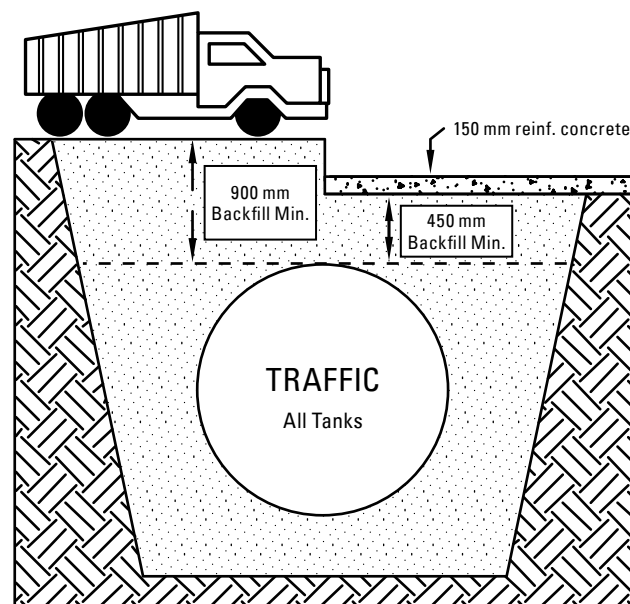 150 mm reinf. concrete
900 mm
Backfill Min.
450 mm
Backfill Min.
TRAFFIC
All Tanks